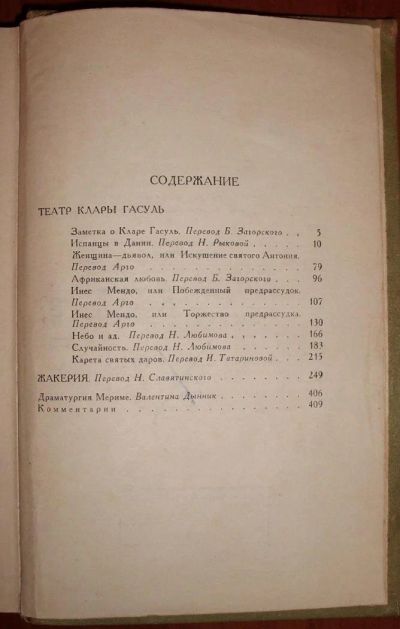 СОДЕРЖАНИЕ
ТЕАТР КЛАРЫ ГАСУЛЬ
Заметка о Кларе Гасуль. Перевод Б. Загорского . , 5
Испанцы в Дании. Перевод Н. Рыковой . . . . . 10
Женщина—дьявол, или Искушение святого Антония.
Перевод Арго . . . . . . . . . . . . 79
Африканская любовь. Перевод Б. Загорского . . . . 96
Инес Мендо, или Побежденный предрассудок.
Перевод Арго . . . . . . . . . . . . 107
Инес Мендо, или Торжество предрассудка.
Перевод Арго . . . . . . . . . . . . 130
Небо и ад. Перевод Н. Любимова . . . . . . . 166
Случайность. Перевод Н. Любимова . . . . . . 183
Карета святых даров. Перевод И. Татариновой . . . . 215
ЖАКЕРИЯ. Перевод Н. Славятинского . . . . . . . 249
Драматургия Мериме. Валентина Дынник . . . . . . 406
Комментарии . . . . . . . . . . . . . 409